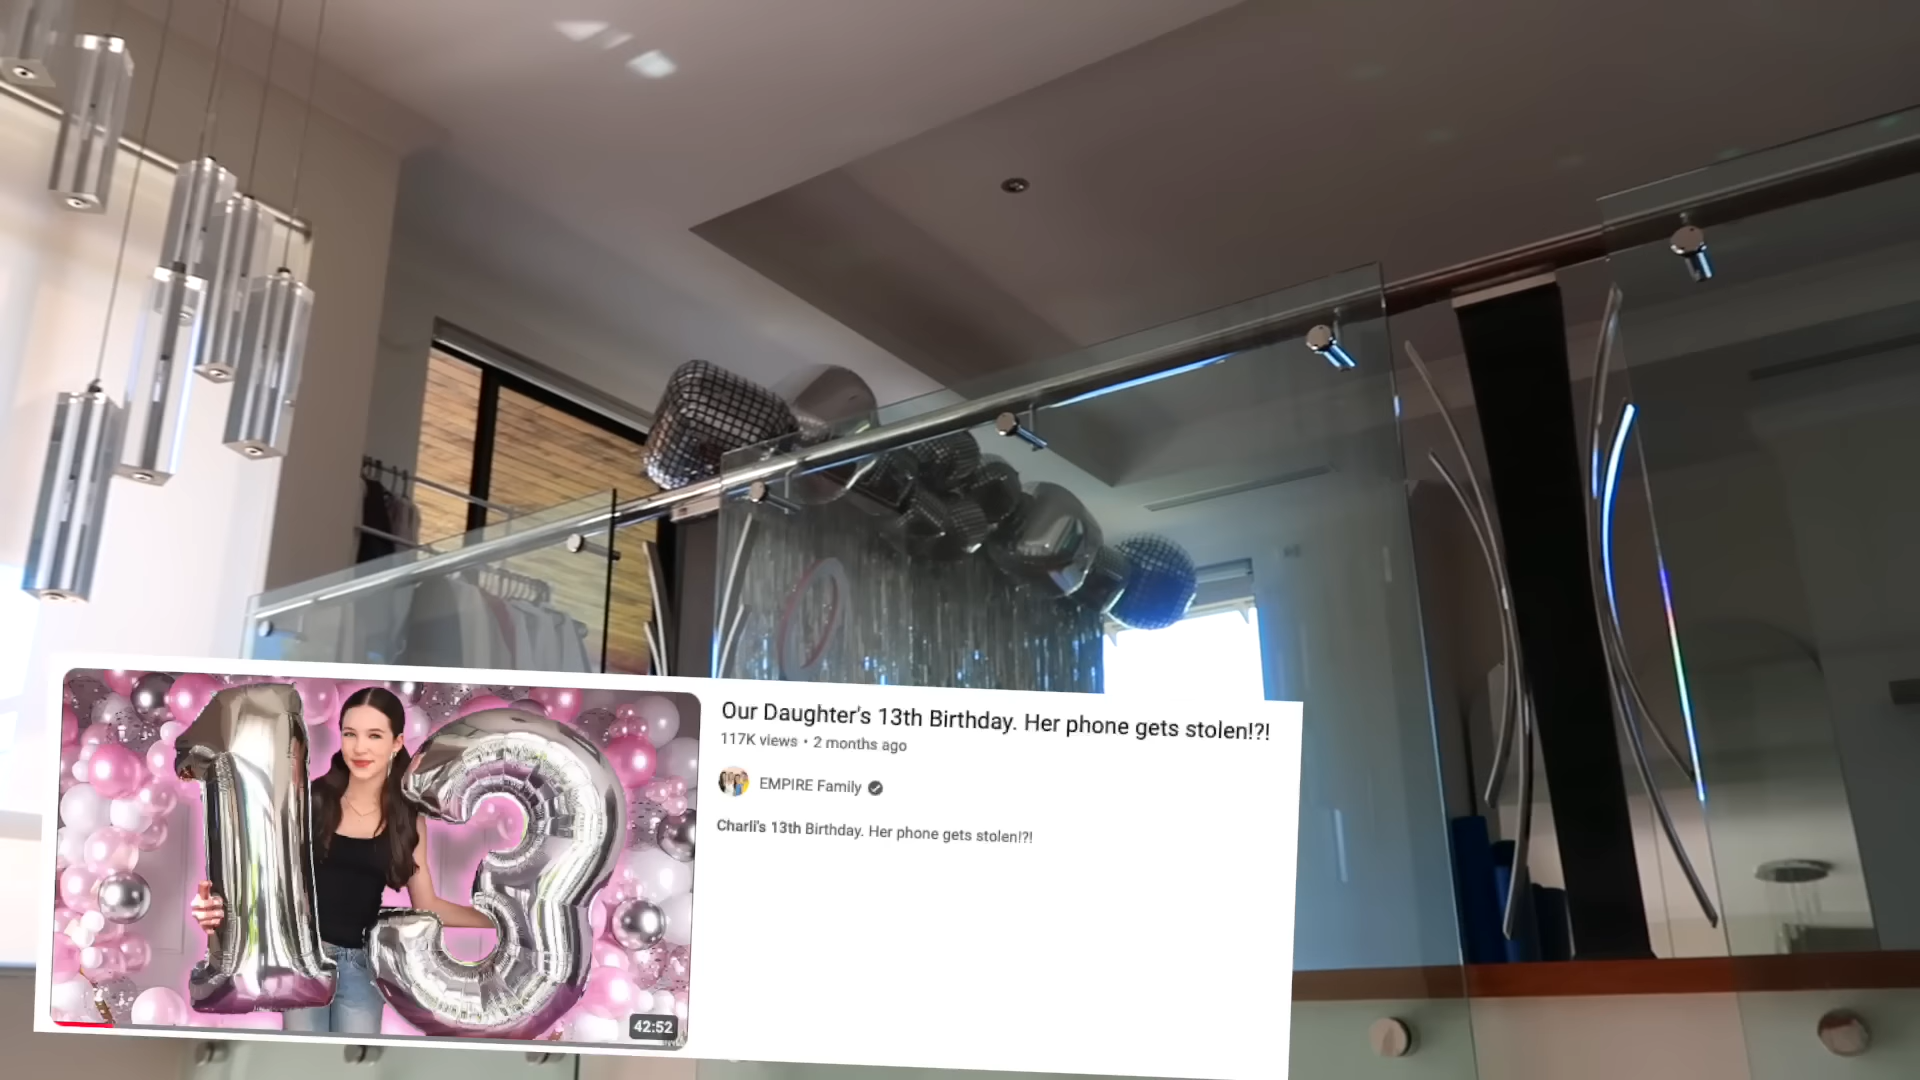 Our Daughter's 13th Birthday. Her phone gets stolen!?!
117K views • 2 months ago
EMPIRE Family
Charli's 13th Birthday. Her phone gets stolen!?!
13
42:52